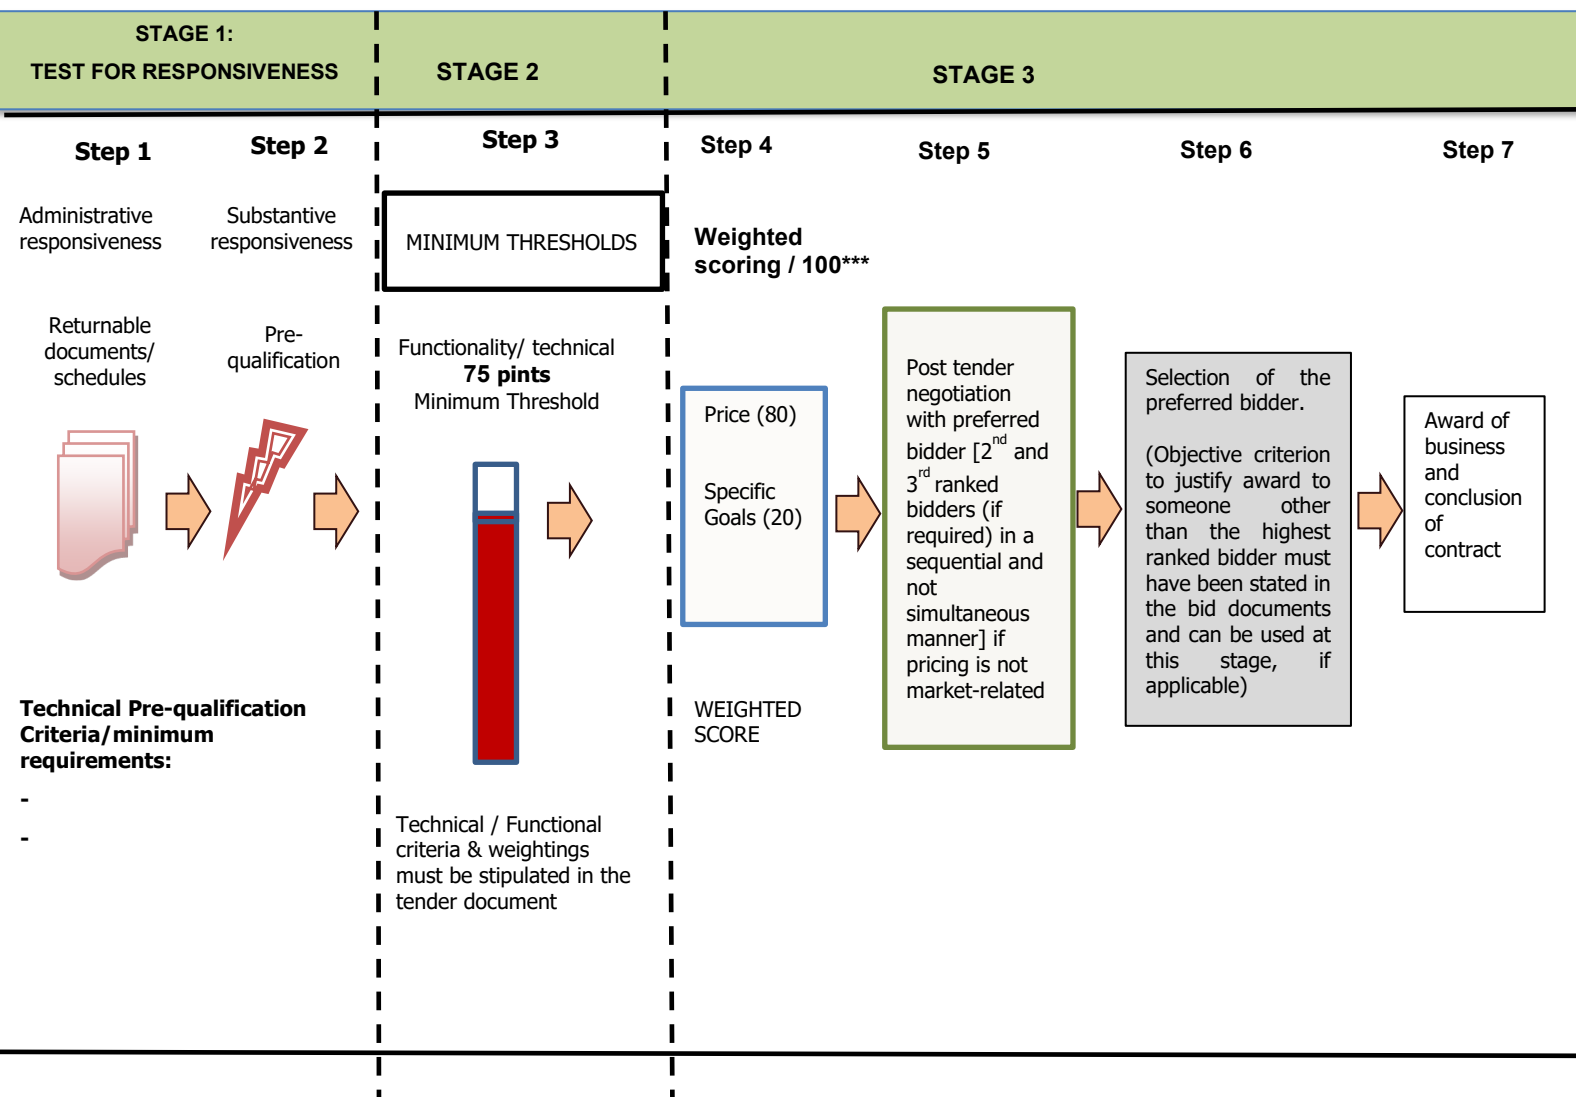 STAGE 1:
TEST FOR RESPONSIVENESS
STAGE 2
STAGE 3
Step 1
Step 2
Step 3
Step 4
Step 5
Step 6
Step 7
Administrative
responsiveness
Substantive
responsiveness
MINIMUM THRESHOLDS
Weighted
scoring / 100***
Returnable
documents/
schedules
Pre-
qualification
Functionality/ technical
75 pints
Minimum Threshold
Price (80)
Specific
Goals (20)
Post tender
negotiation
with preferred
bidder [2nd and
3rd ranked
bidders (if
required) in a
sequential and
not
simultaneous
manner] if
pricing is not
market-related
Selection of the
preferred bidder.
(Objective criterion
to justify award to
someone other
than the highest
ranked bidder must
have been stated in
the bid documents
and can be used at
this stage, if
applicable)
Award of
business
and
conclusion
of
contract
Technical Pre-qualification
Criteria/minimum
requirements:
-
-
WEIGHTED
SCORE
Technical / Functional
criteria & weightings
must be stipulated in the
tender document